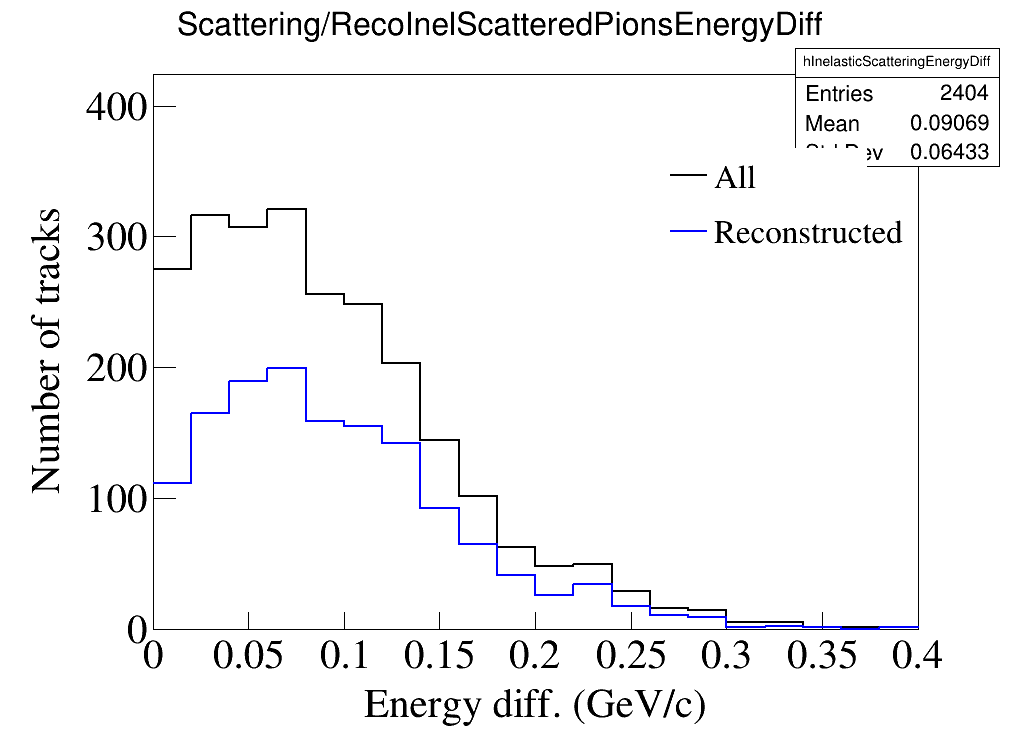 Scattering/RecoInelScatteredPionsEnergyDiff
hInelasticScatteringEnergyDiff
Entries 2404
Mean 0.09069
Std Dev 0.06433
All
Reconstructed
Number of tracks
400
300
200
100
0
0 0.05 0.1 0.15 0.2 0.25 0.3 0.35 0.4
Energy diff. (GeV/c)